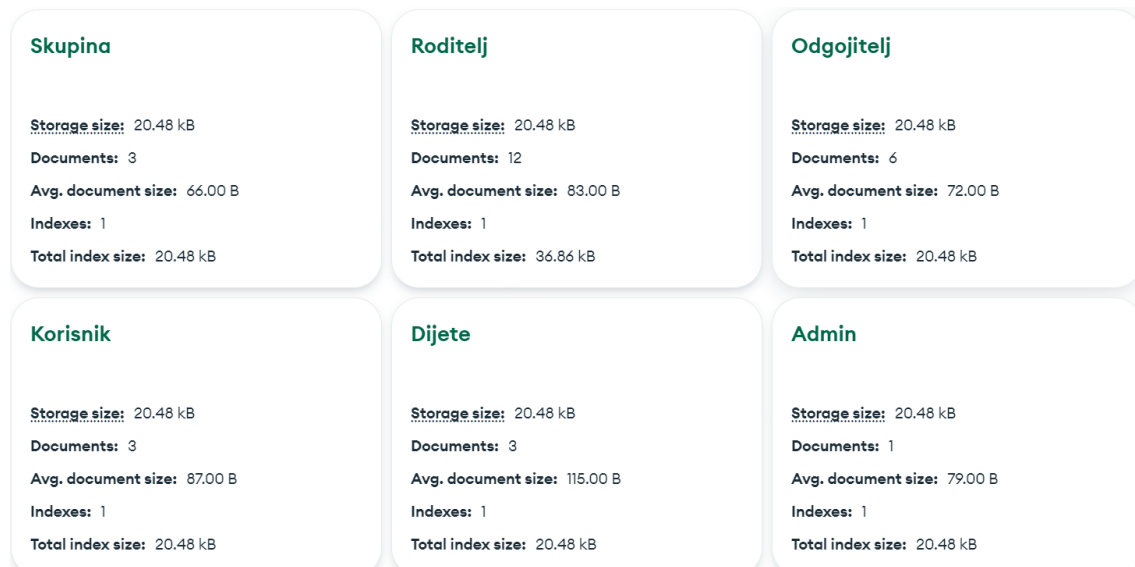 Skupina
Storage size: 20.48 kB
Documents: 3
Avg. document size: 66.00 B
Indexes: 1
Total index size: 20.48 kB
Roditelj
Storage size: 20.48 kB
Documents: 12
Avg. document size: 83.00 B
Indexes: 1
Total index size: 36.86 kB
Odgojitelj
Storage size: 20.48 kB
Documents: 6
Avg. document size: 72.00 B
Indexes: 1
Total index size: 20.48 kB
Korisnik
Storage size: 20.48 kB
Documents: 3
Avg. document size: 87.00 B
Indexes: 1
Total index size: 20.48 kB
Dijete
Storage size: 20.48 kB
Documents: 3
Avg. document size: 115.00 B
Indexes: 1
Total index size: 20.48 kB
Admin
Storage size: 20.48 kB
Documents: 1
Avg. document size: 79.00 B
Indexes: 1
Total index size: 20.48 kB